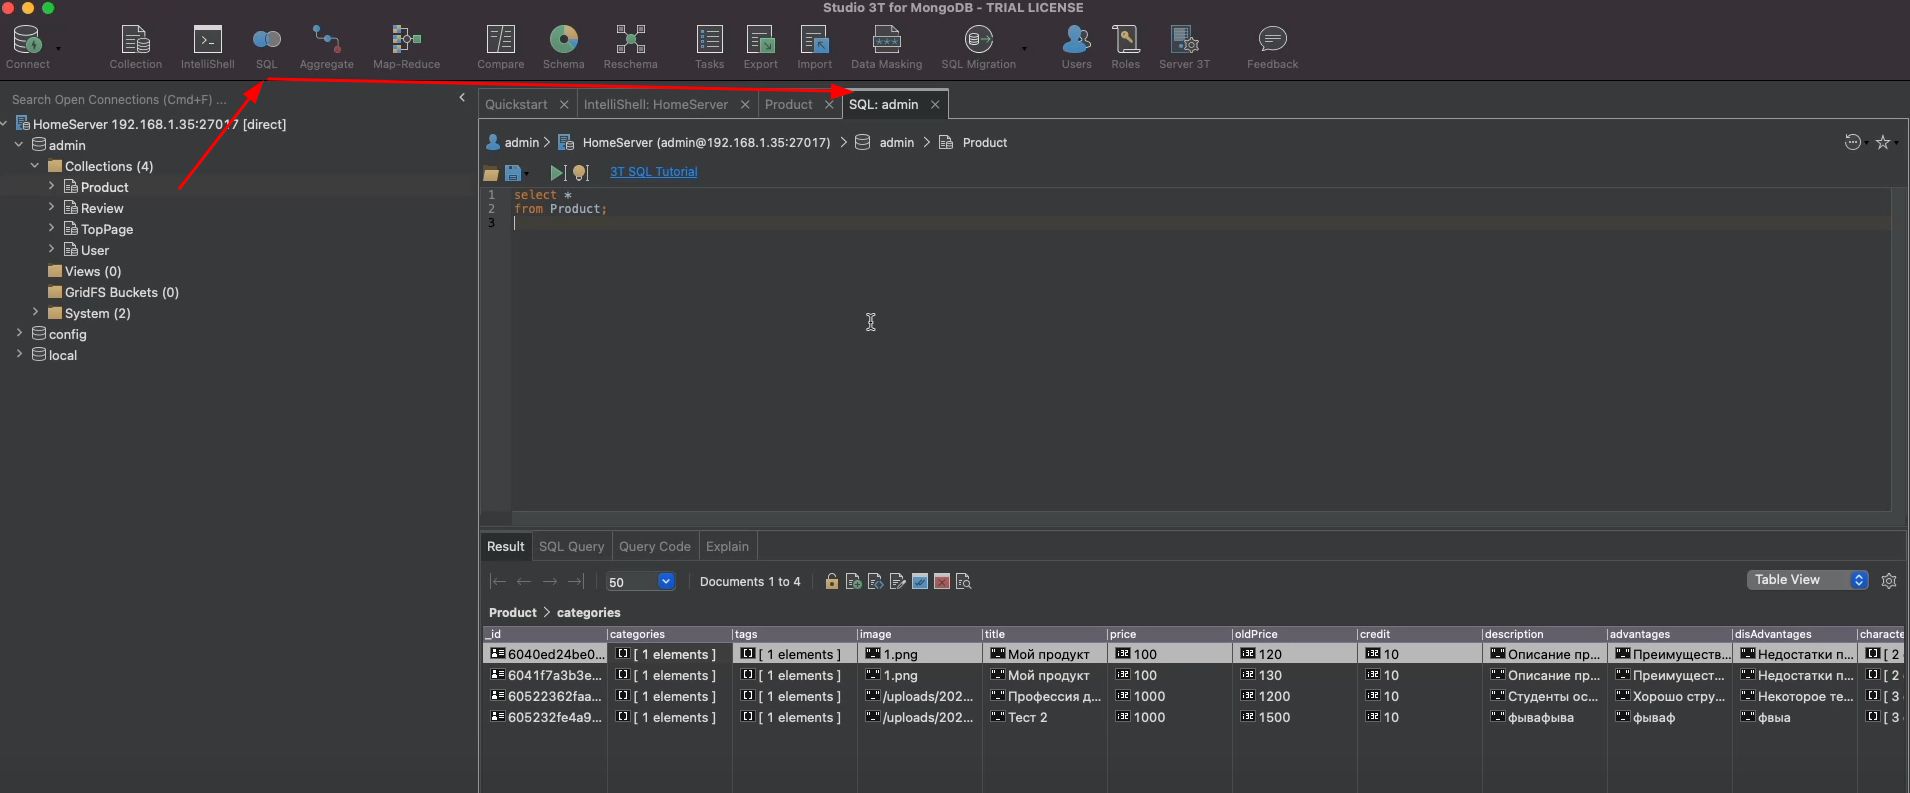 Studio 3T for MongoDB - TRIAL LICENSE
Connect Collection IntelliShell SQL Aggregate Map-Reduce Compare Schema Reschema Tasks Export Import Data Masking SQL Migration Users Roles Server 3T Feedback
Search Open Connections (Cmd+F) ...
HomeServer 192.168.1.35:27017 [direct]
admin
Collections (4)
Product
Review
TopPage
User
Views (0)
GridFS Buckets (0)
System (2)
config
local
Quickstart IntelliShell: HomeServer Product SQL: admin
admin HomeServer (admin@192.168.1.35:27017) admin Product
3T SQL Tutorial
1 select *
2 from Product;
3
Result SQL Query Query Code Explain
50 Documents 1 to 4 Table View
Product > categories
_id categories tags image title price oldPrice credit description advantages disAdvantages characte
6040ed24be0... [ 1 elements ] [ 1 elements ] 1.png Мой продукт 100 120 10 Описание пр... Преимуществ... Недостатки п... [ 2
6041f7a3b3e... [ 1 elements ] [ 1 elements ] 1.png Мой продукт 100 130 10 Описание пр... Преимущест... Недостатки п... [ 2
60522362faa... [ 1 elements ] [ 1 elements ] /uploads/202... Профессия д... 1000 1200 10 Студенты ос... Хорошо стру... Некоторое те... [ 3
605232fe4a9... [ 1 elements ] [ 1 elements ] /uploads/202... Тест 2 1000 1500 10 фывафыва фываф фвыа [ 3